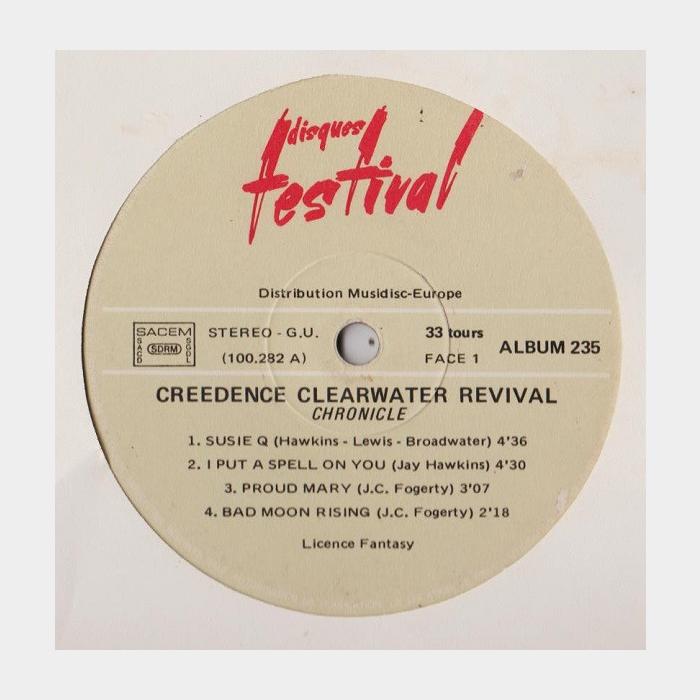 disques
festival
Distribution Musidisc-Europe
SACEM
SACD
SDRM
SGDL
STEREO - G.U.
(100.282 A)
33 tours
FACE 1
ALBUM 235
CREEDENCE CLEARWATER REVIVAL
CHRONICLE
1. SUSIE Q (Hawkins - Lewis - Broadwater) 4'36
2. I PUT A SPELL ON YOU (Jay Hawkins) 4'30
3. PROUD MARY (J.C. Fogerty) 3'07
4. BAD MOON RISING (J.C. Fogerty) 2'18
Licence Fantasy